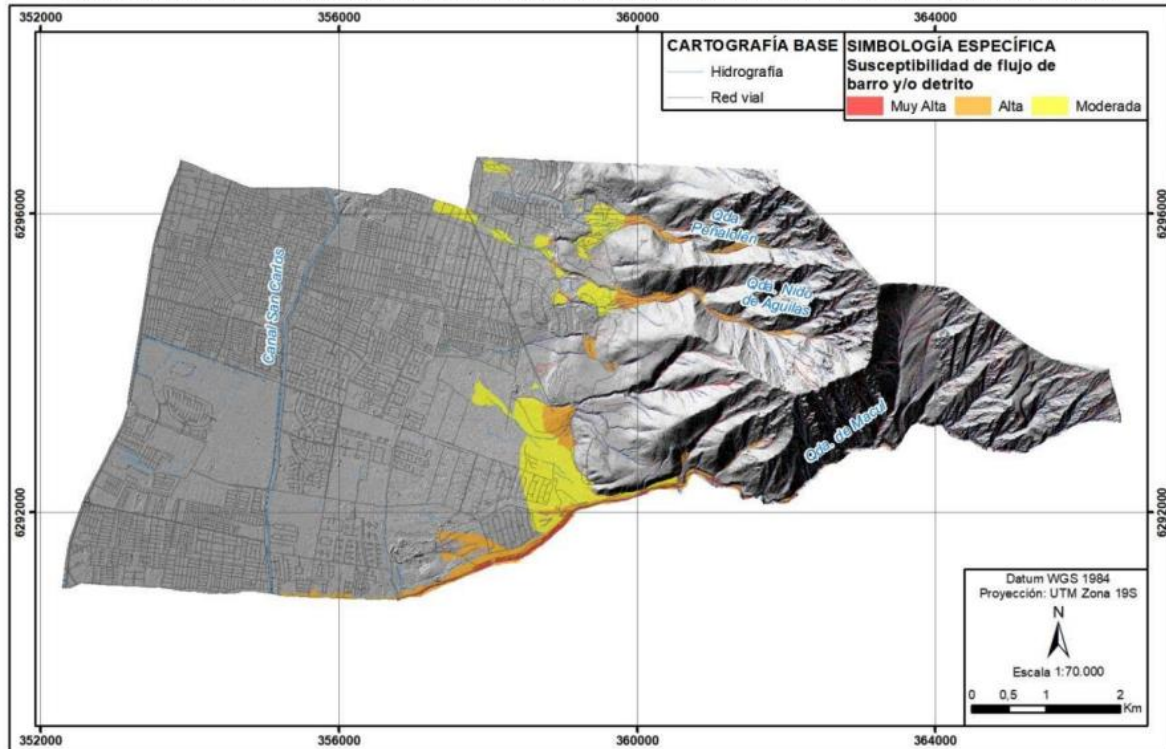 352000 356000 360000 364000
CARTOGRAFÍA BASE
Hidrografía
Red vial
SIMBOLOGÍA ESPECÍFICA
Susceptibilidad de flujo de
barro y/o detrito
Muy Alta Alta Moderada
6296000 6296000
Qda.
Peñalolén
Canal San Carlos
Qda. Nido
de Águilas
Qda. de Macul
6292000 6292000
Datum WGS 1984
Proyección: UTM Zona 19S
N
Escala 1:70.000
0 0,5 1 2
Km
352000 356000 360000 364000